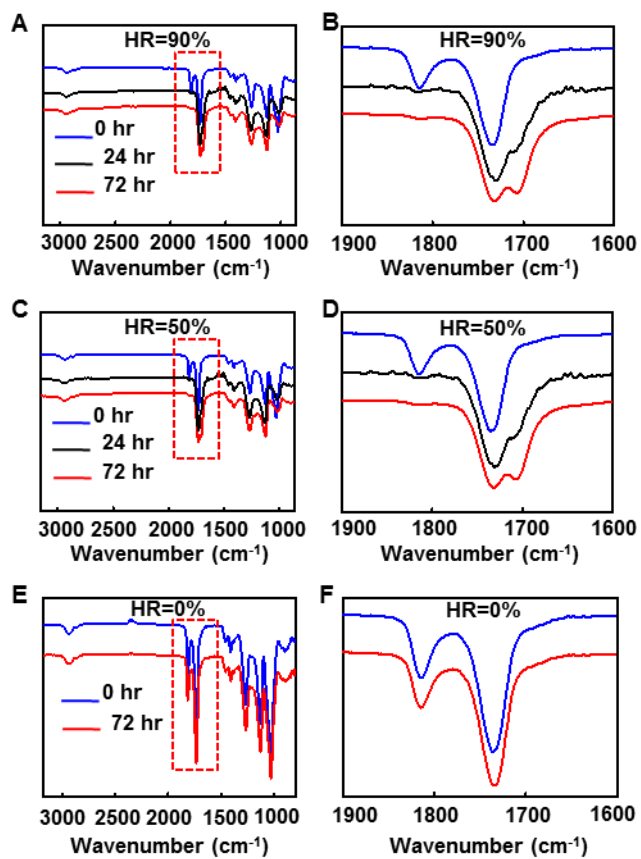 A
HR=90%
0 hr
24 hr
72 hr
3000 2500 2000 1500 1000
Wavenumber (cm-1)
B
HR=90%
1900 1800 1700 1600
Wavenumber (cm-1)
C
HR=50%
0 hr
24 hr
72 hr
3000 2500 2000 1500 1000
Wavenumber (cm-1)
D
HR=50%
1900 1800 1700 1600
Wavenumber (cm-1)
E
HR=0%
0 hr
72 hr
3000 2500 2000 1500 1000
Wavenumber (cm-1)
F
HR=0%
1900 1800 1700 1600
Wavenumber (cm-1)